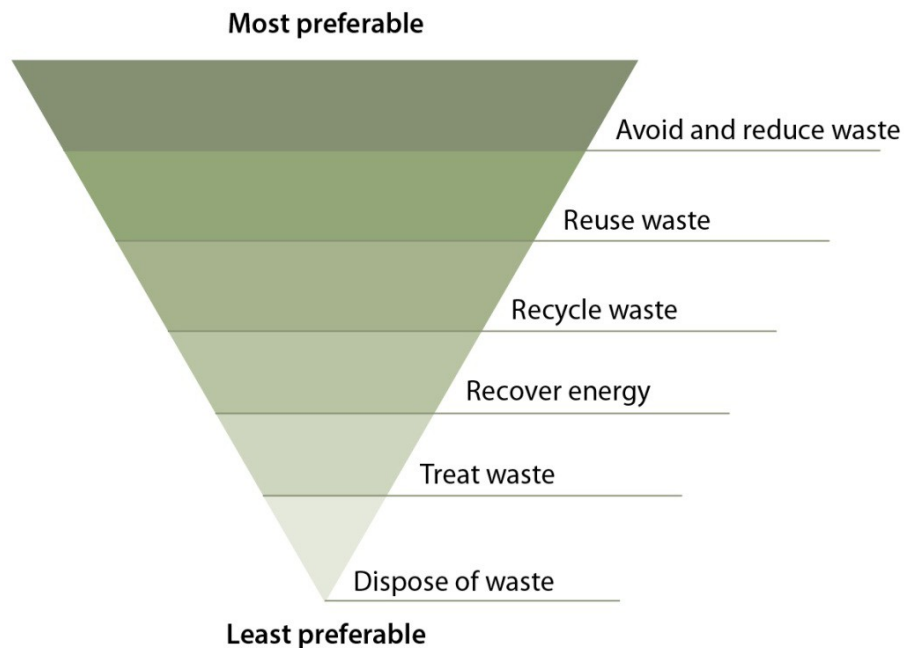 Most preferable
Avoid and reduce waste
Reuse waste
Recycle waste
Recover energy
Treat waste
Dispose of waste
Least preferable